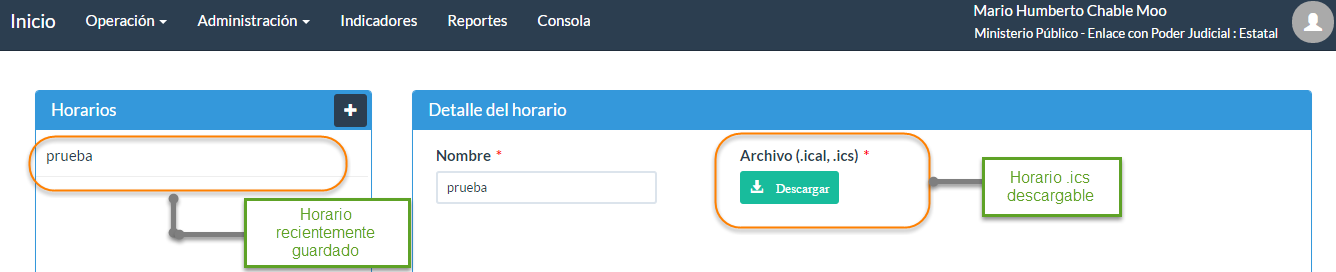 Inicio Operación Administración Indicadores Reportes Consola
Mario Humberto Chable Moo
Ministerio Público - Enlace con Poder Judicial : Estatal
Horarios
prueba
Horario
recientemente
guardado
Detalle del horario
Nombre *
prueba
Archivo (.ical, .ics) *
Descargar
Horario .ics
descargable